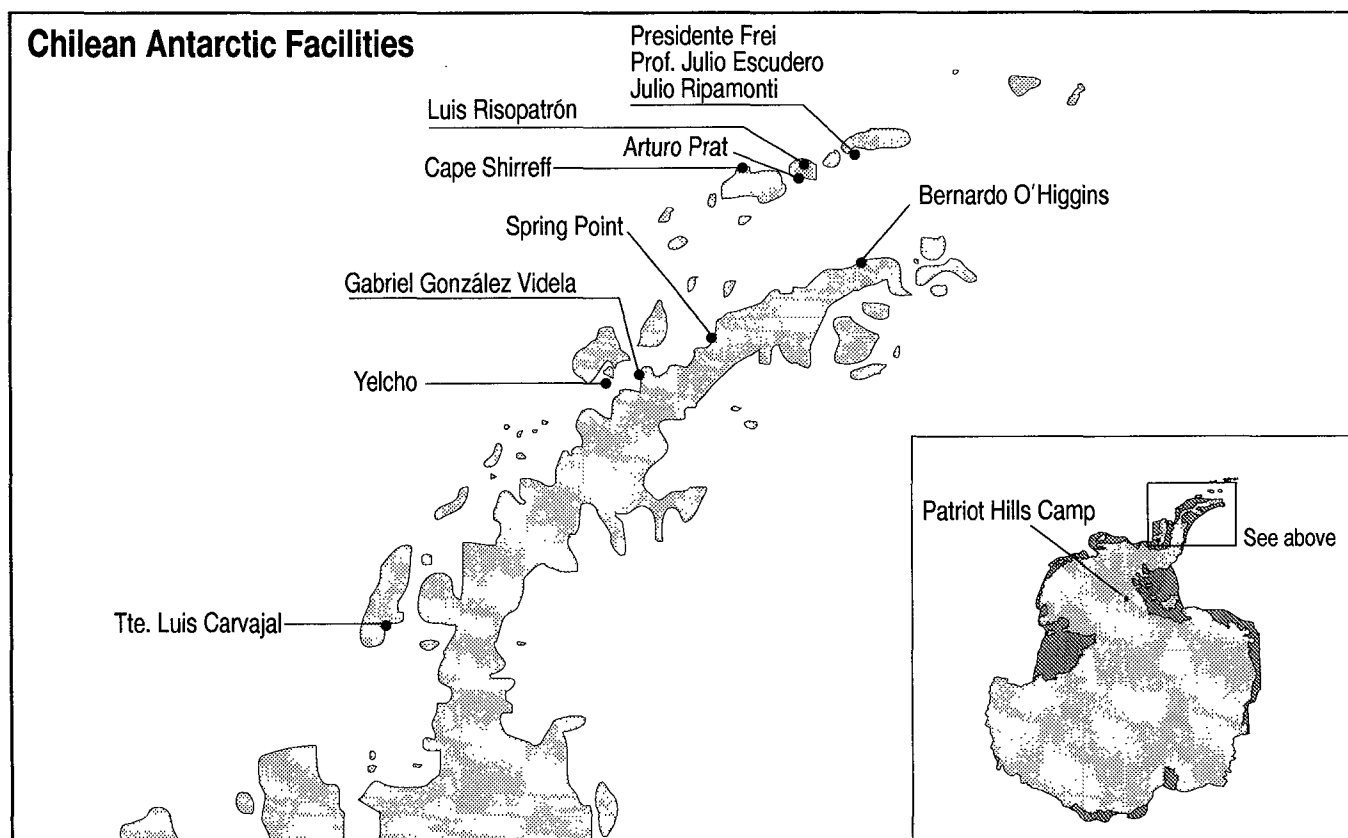 Chilean Antarctic Facilities
Presidente Frei
Prof. Julio Escudero
Julio Ripamonti
Luis Risopatrón
Arturo Prat
Cape Shirreff
Bernardo O'Higgins
Spring Point
Gabriel González Videla
Yelcho
Patriot Hills Camp
See above
Tte. Luis Carvajal